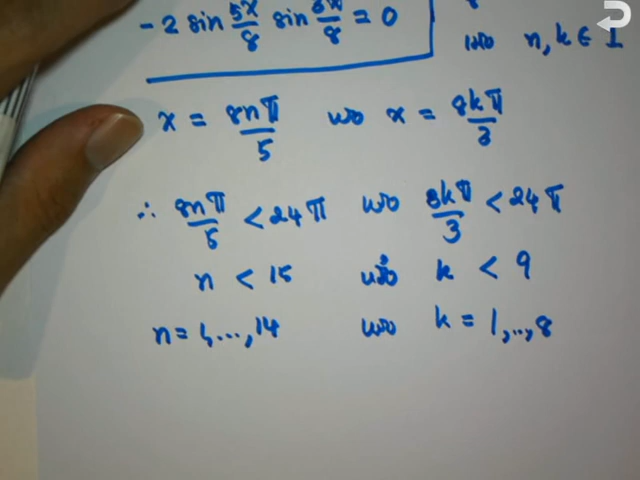 -2 sin 5x/8 sin 3x/8 = 0
n, k ∈ I
x = 8nπ/5 หรือ x = 8kπ/3
∴ 8nπ/5 < 24π หรือ 8kπ/3 < 24π
n < 15 หรือ k < 9
n = 1, ..., 14 หรือ k = 1, .., 8